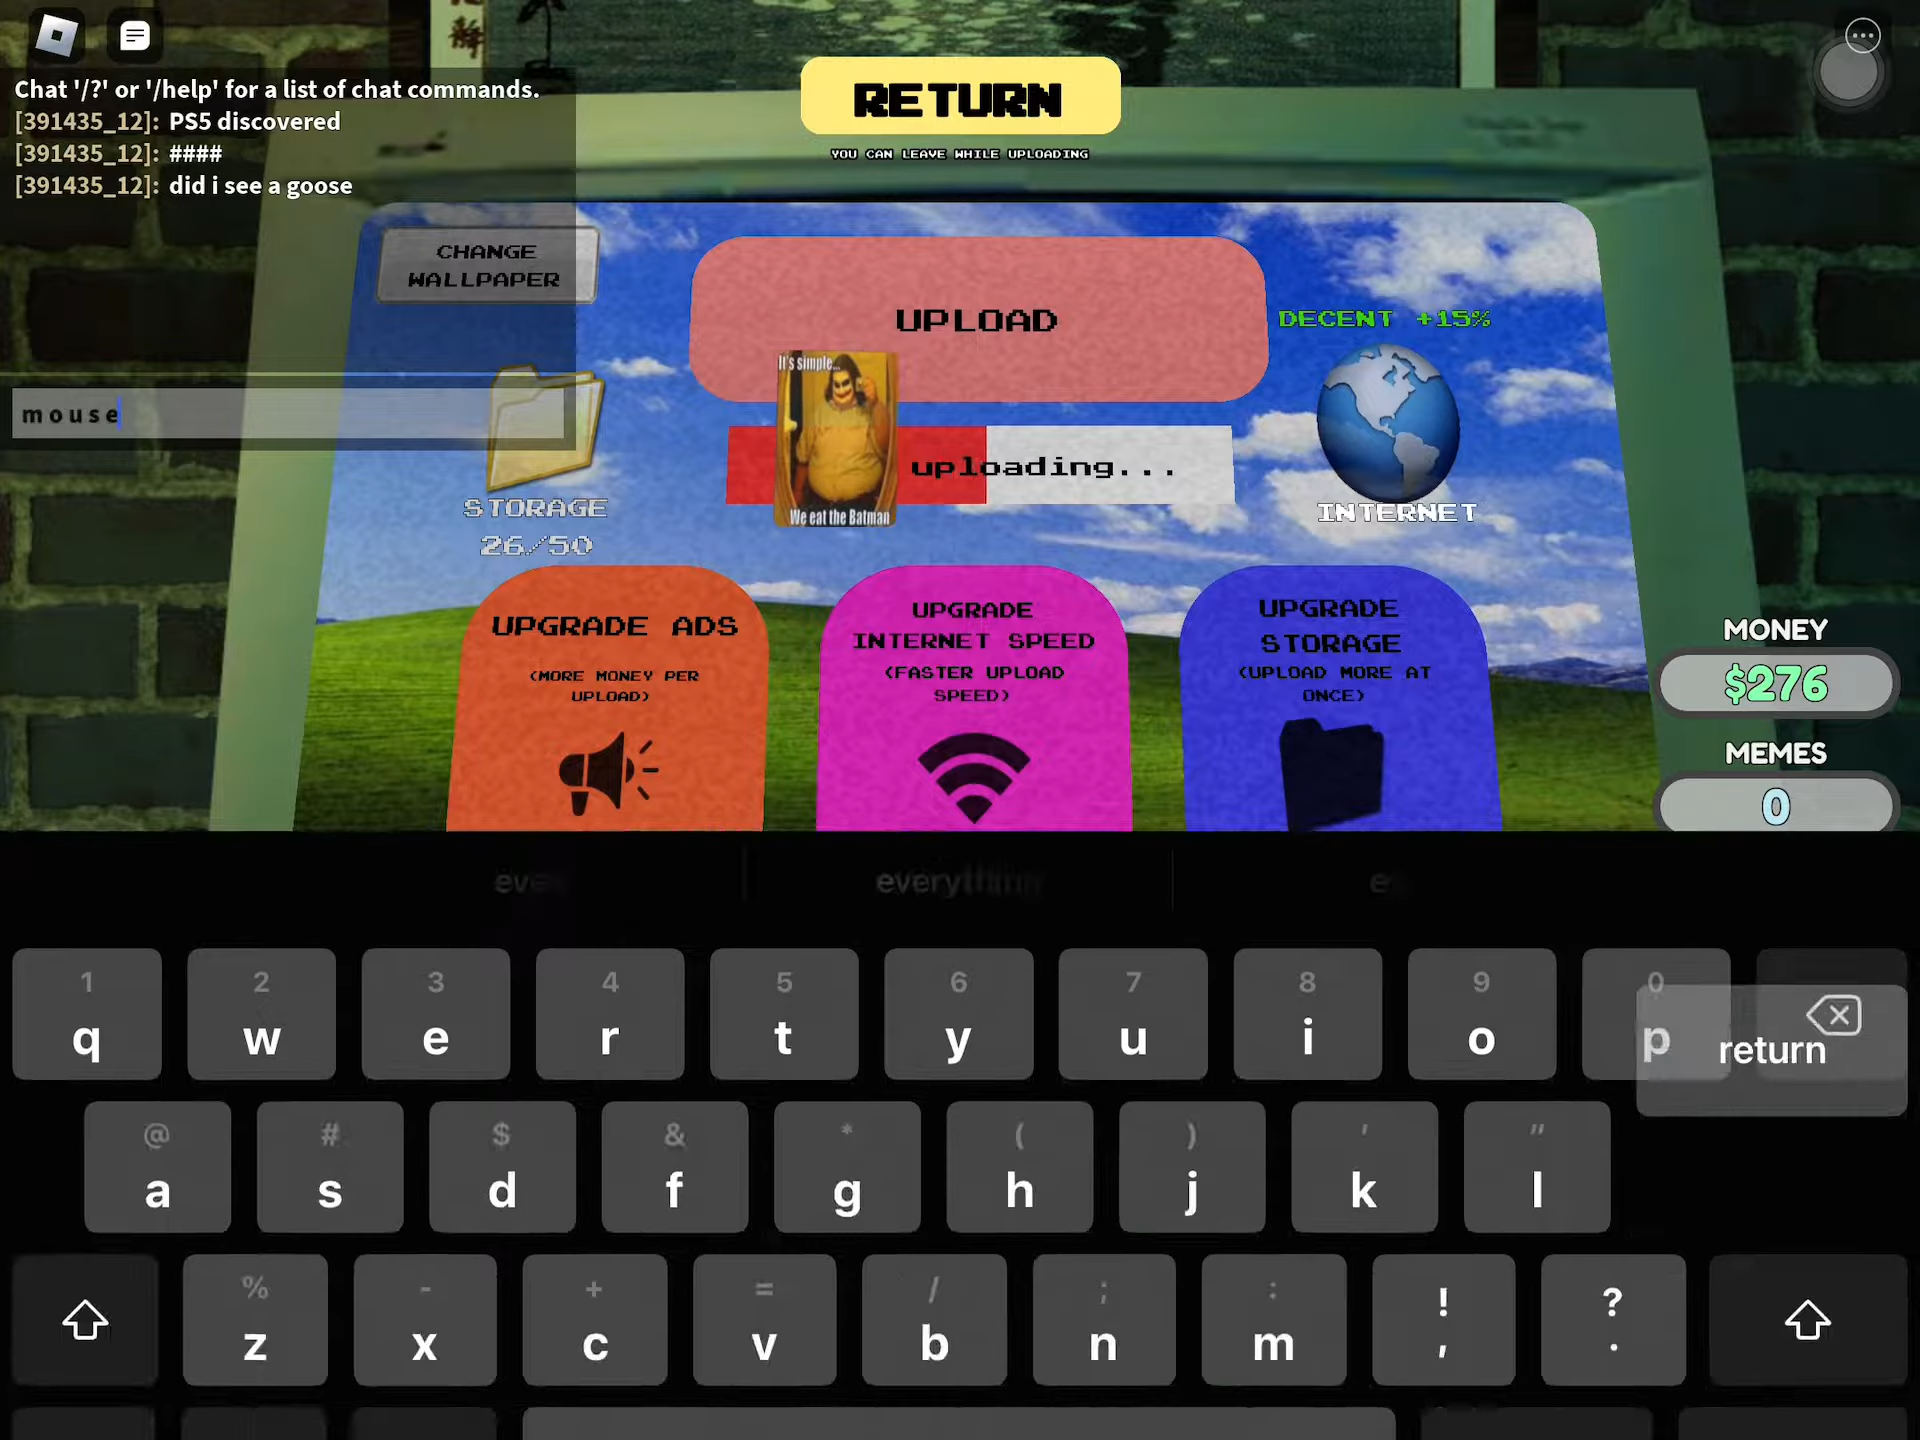 Chat '/?' or '/help' for a list of chat commands.
[391435_12]: PS5 discovered
[391435_12]: ####
[391435_12]: did i see a goose
RETURN
YOU CAN LEAVE WHILE UPLOADING
CHANGE
WALLPAPER
UPLOAD
DECENT +15%
mouse
It's simple...
We eat the Batman
uploading...
STORAGE
26/50
INTERNET
UPGRADE ADS
(MORE MONEY PER
UPLOAD)
UPGRADE
INTERNET SPEED
(FASTER UPLOAD
SPEED)
UPGRADE
STORAGE
(UPLOAD MORE AT
ONCE)
MONEY
$276
MEMES
0
everything
1 2 3 4 5 6 7 8 9 0
q w e r t y u i o p
return
@ # $ & * ( ) ' "
a s d f g h j k l
% - + = / ; : ! ?
z x c v b n m , .